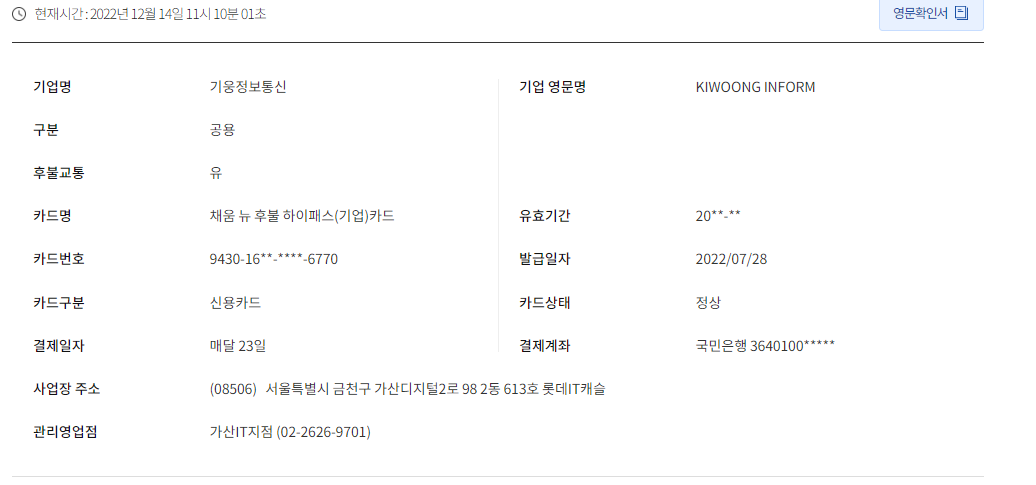 현재시간 : 2022년 12월 14일 11시 10분 01초 영문확인서
기업명 기웅정보통신 기업 영문명 KIWOONG INFORM
구분 공용
후불교통 유
카드명 채움 뉴 후불 하이패스(기업)카드 유효기간 20**-**
카드번호 9430-16**-****-6770 발급일자 2022/07/28
카드구분 신용카드 카드상태 정상
결제일자 매달 23일 결제계좌 국민은행 3640100*****
사업장 주소 (08506) 서울특별시 금천구 가산디지털2로 98 2동 613호 롯데IT캐슬
관리영업점 가산IT지점 (02-2626-9701)